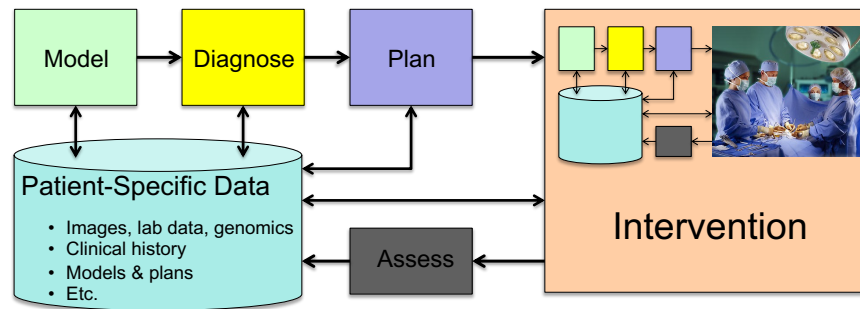 Model
Diagnose
Plan
Patient-Specific Data
• Images, lab data, genomics
• Clinical history
• Models & plans
• Etc.
Assess
Intervention